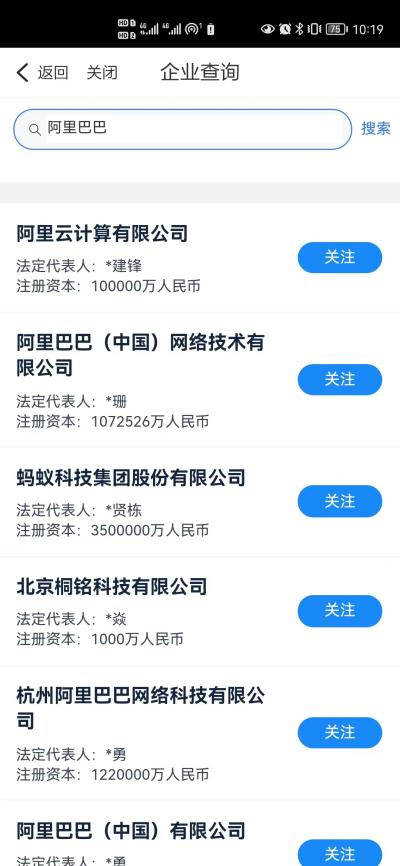 HD 1 4G 4G 1 75 10:19
HD 2
返回 关闭 企业查询
阿里巴巴 搜索
阿里云计算有限公司
法定代表人：*建锋
注册资本：100000万人民币
关注
阿里巴巴（中国）网络技术有
限公司
法定代表人：*珊
注册资本：1072526万人民币
关注
蚂蚁科技集团股份有限公司
法定代表人：*贤栋
注册资本：3500000万人民币
关注
北京桐铭科技有限公司
法定代表人：*焱
注册资本：1000万人民币
关注
杭州阿里巴巴网络科技有限公
司
法定代表人：*勇
注册资本：1220000万人民币
关注
阿里巴巴（中国）有限公司
法定代表人：*勇
关注